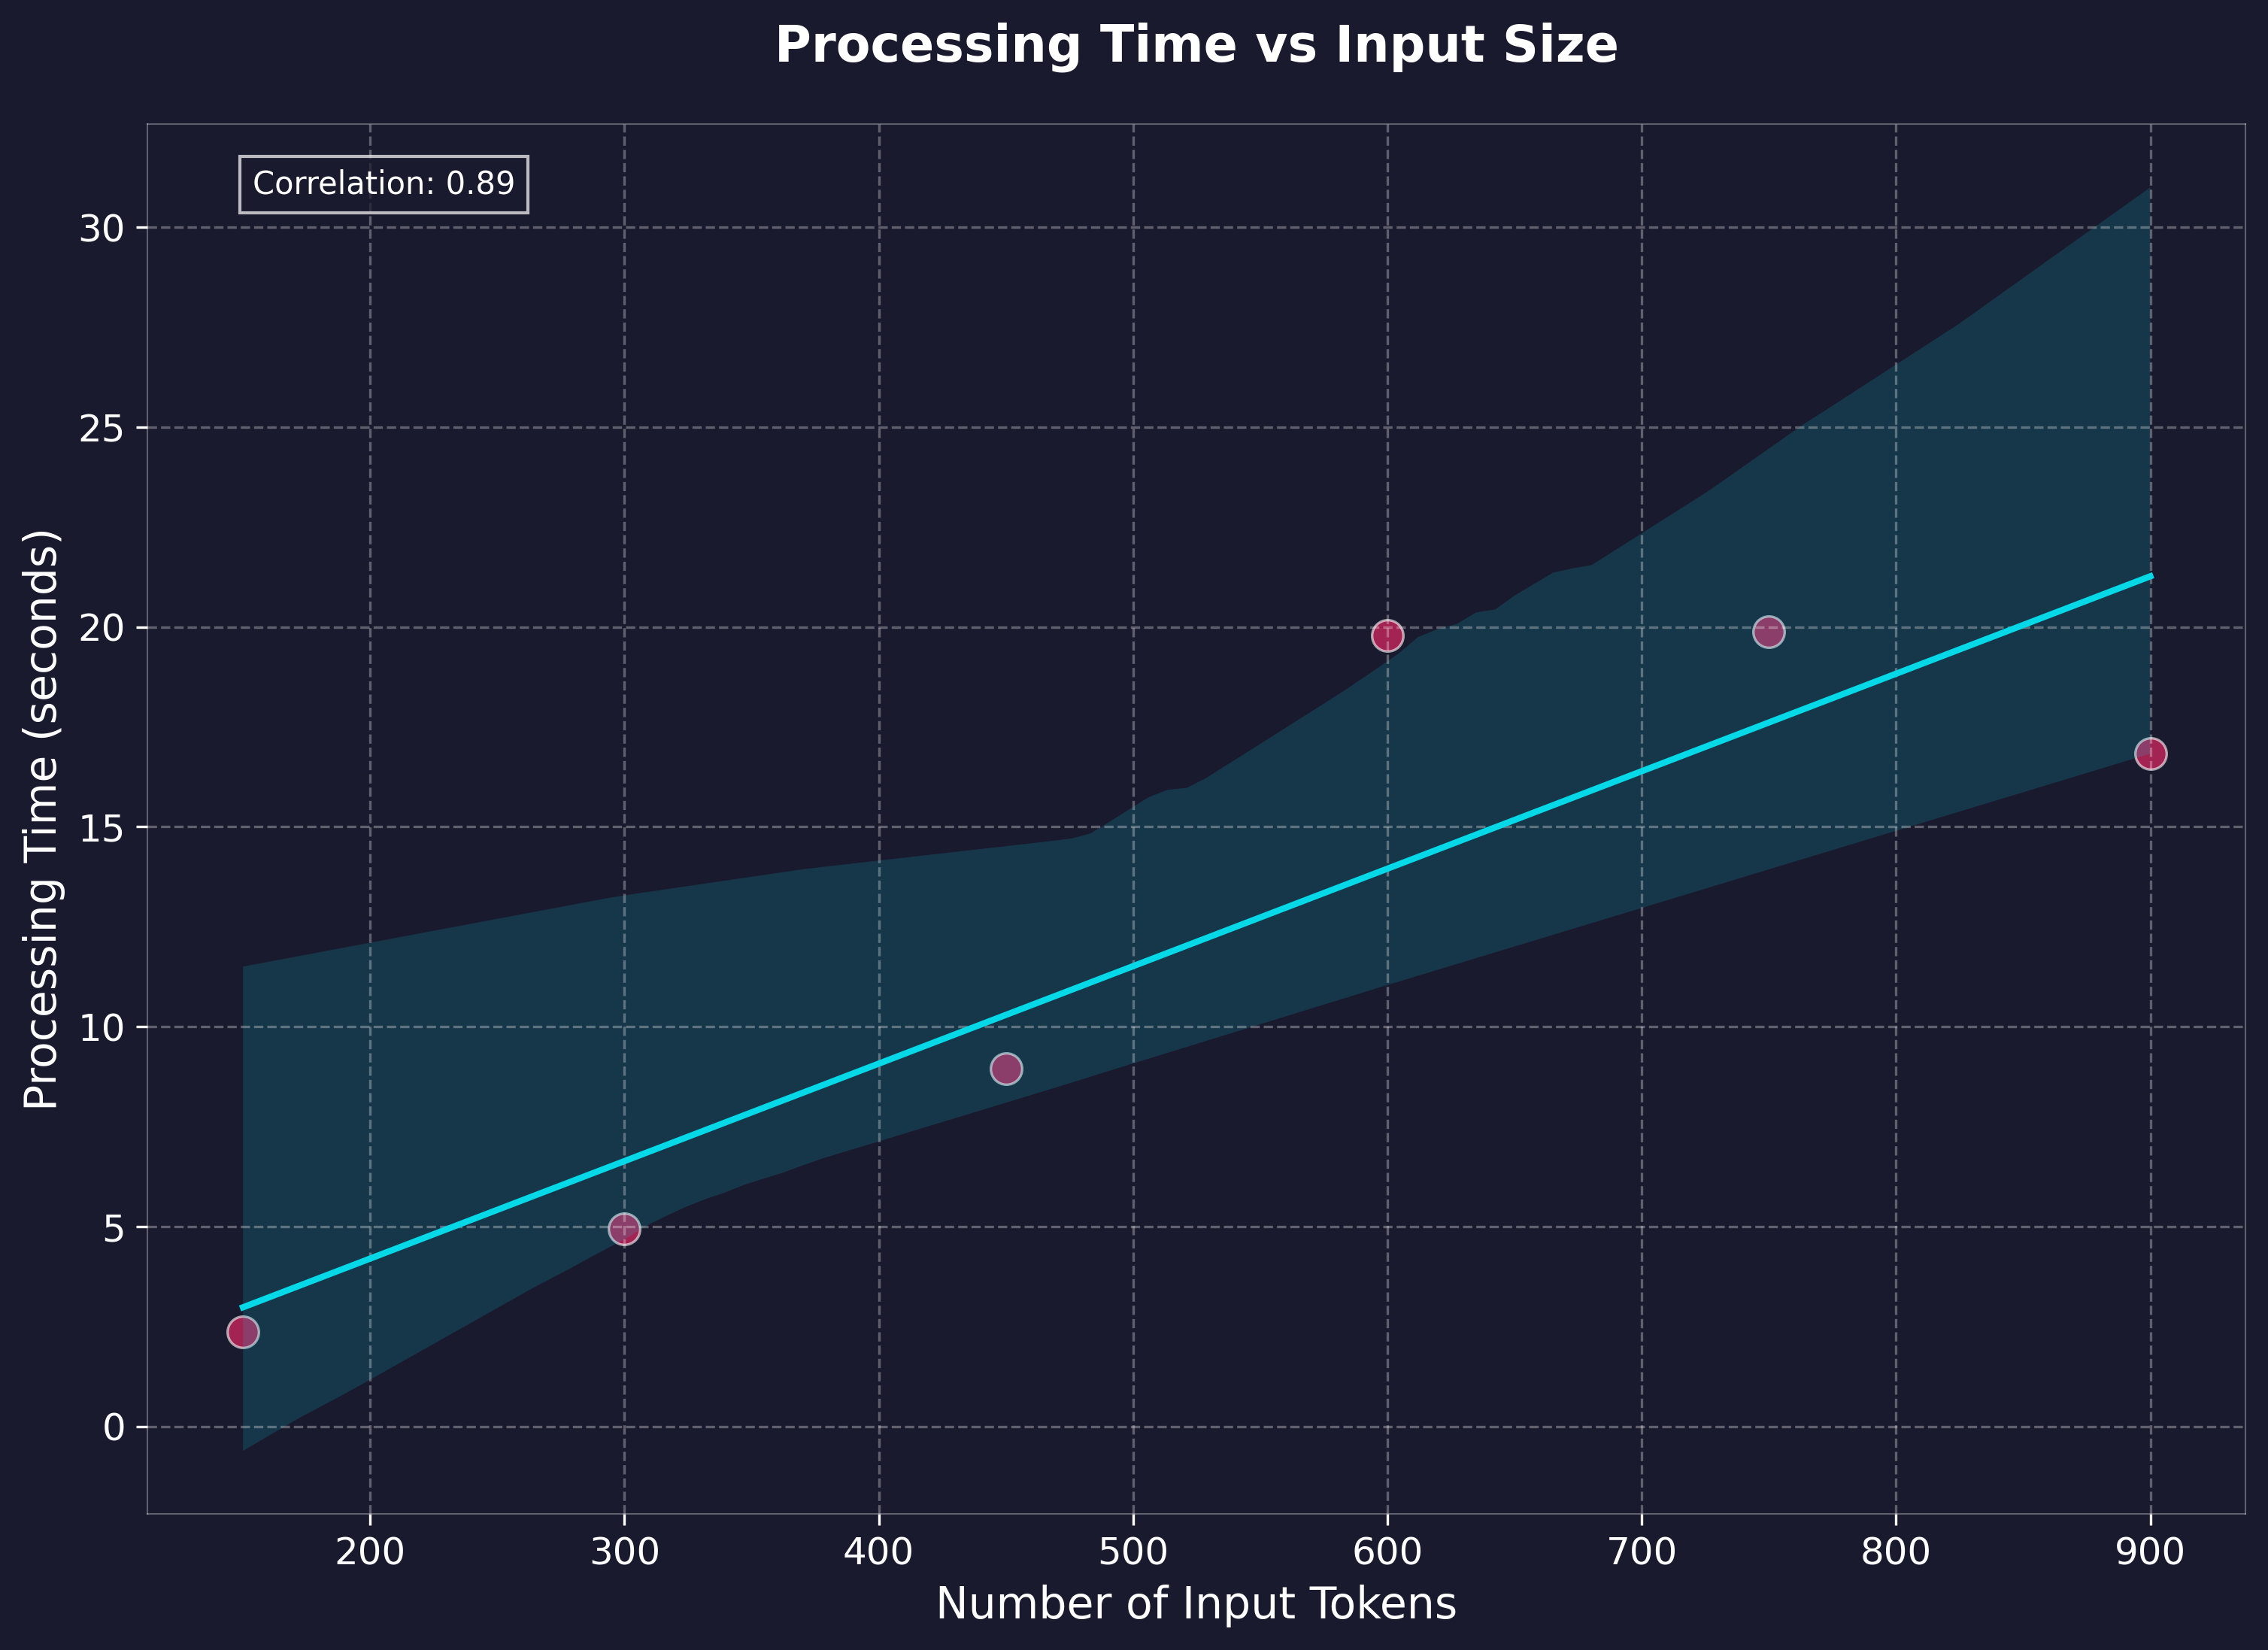 Processing Time vs Input Size
Correlation: 0.89
Processing Time (seconds)
30
25
20
15
10
5
0
200 300 400 500 600 700 800 900
Number of Input Tokens